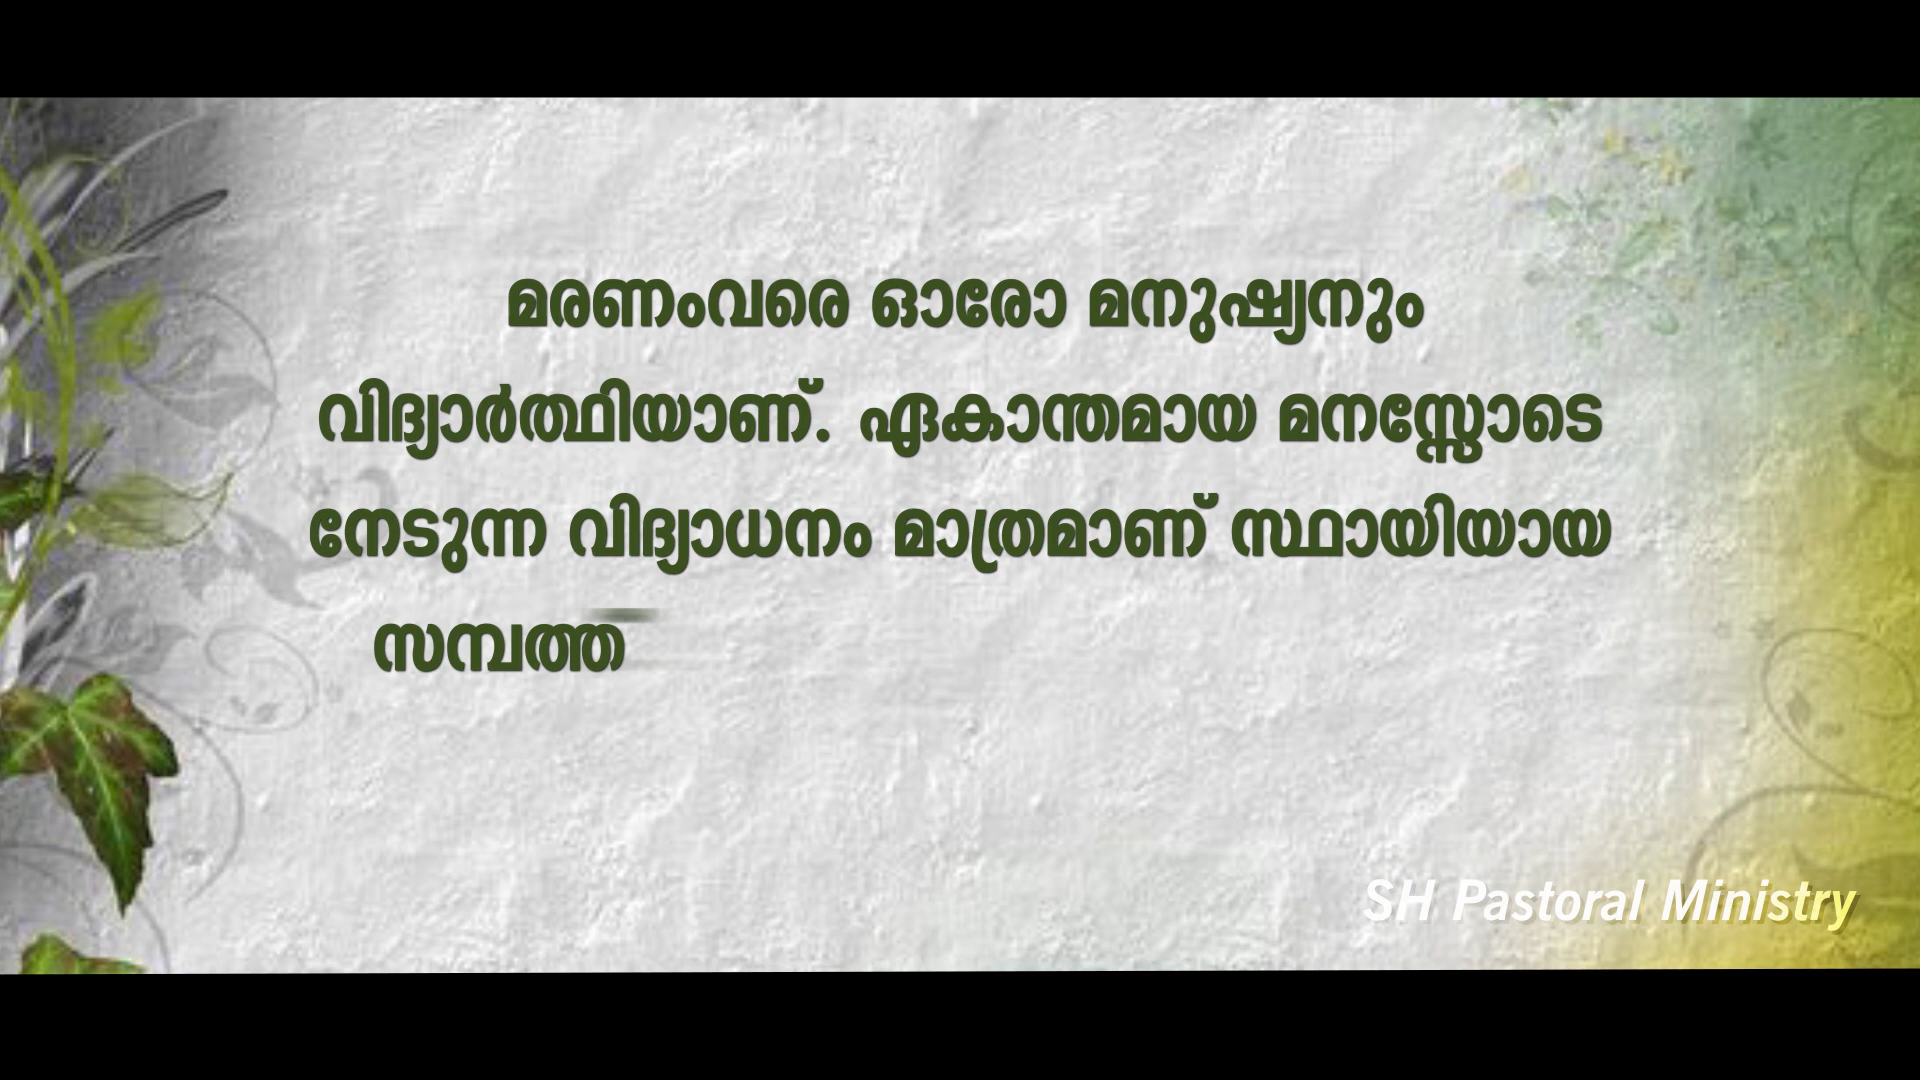 മരണംവരെ ഓരോ മനുഷ്യനും
വിദ്യാർത്ഥിയാണ്. ഏകാന്തമായ മനസ്സോടെ
നേടുന്ന വിദ്യാധനം മാത്രമാണ് സ്ഥായിയായ
സമ്പത്ത
SH Pastoral Ministry